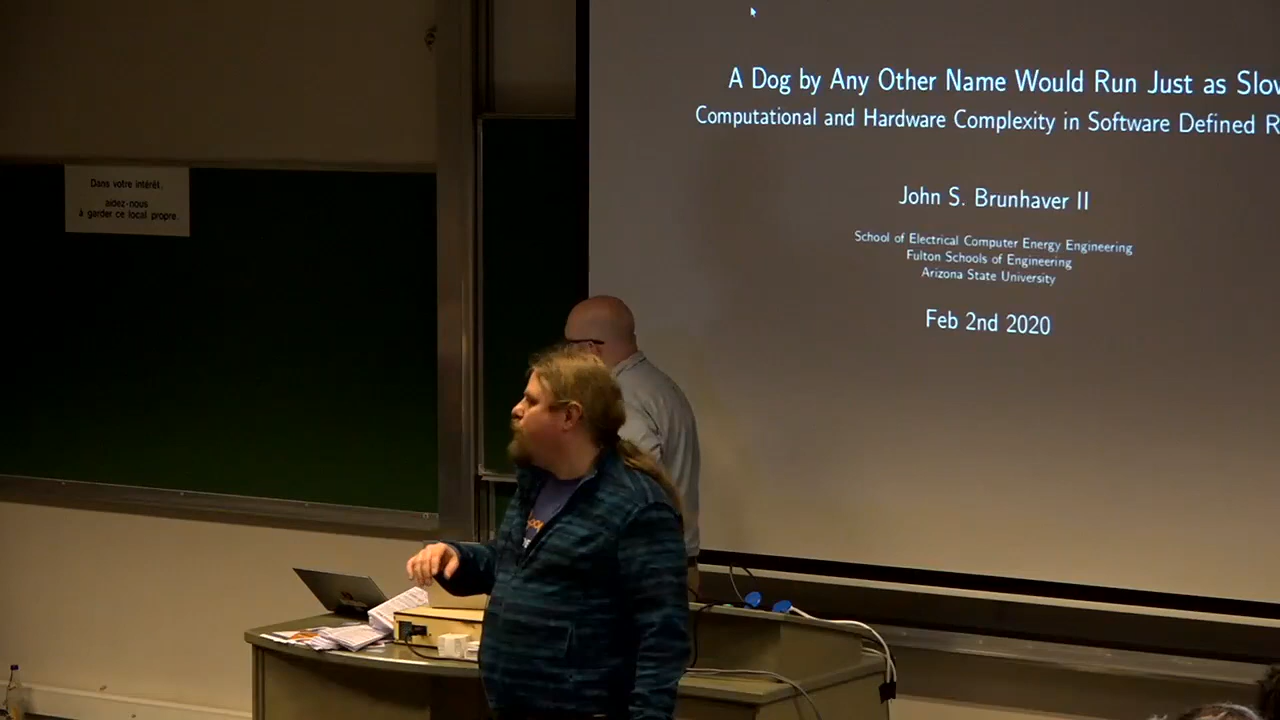 Dans votre intérêt,
aidez-nous
à garder ce local propre.
A Dog by Any Other Name Would Run Just as
Computational and Hardware Complexity in Software Defined
John S. Brunhaver II
School of Electrical Computer Energy Engineering
Fulton Schools of Engineering
Arizona State University
Feb 2nd 2020